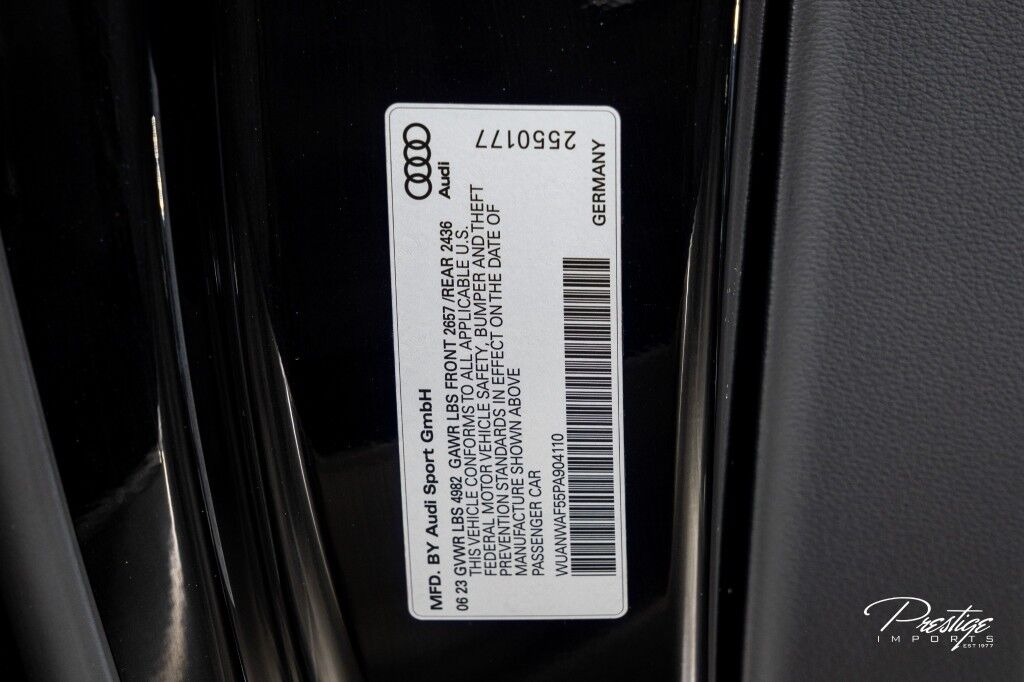 Audi
2550177
MFD. BY Audi Sport GmbH
06 23 GVWR LBS 4982 GAWR LBS FRONT 2657 /REAR 2436
THIS VEHICLE CONFORMS TO ALL APPLICABLE U.S.
FEDERAL MOTOR VEHICLE SAFETY, BUMPER AND THEFT
PREVENTION STANDARDS IN EFFECT ON THE DATE OF
MANUFACTURE SHOWN ABOVE
PASSENGER CAR
GERMANY
WUANWAF55PA904110
Prestige
IMPORTS
EST 1977